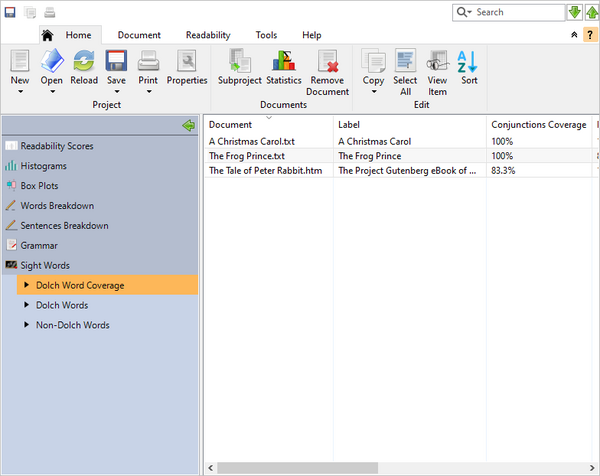 Search
Home Document Readability Tools Help
?
New Open Reload Save Print Properties Subproject Statistics Remove Document Copy Select All View Item Sort
Project Documents Edit
Document Label Conjunctions Coverage
A Christmas Carol.txt A Christmas Carol 100%
The Frog Prince.txt The Frog Prince 100%
The Tale of Peter Rabbit.htm The Project Gutenberg eBook of ... 83.3%
Readability Scores
Histograms
Box Plots
Words Breakdown
Sentences Breakdown
Grammar
Sight Words
Dolch Word Coverage
Dolch Words
Non-Dolch Words